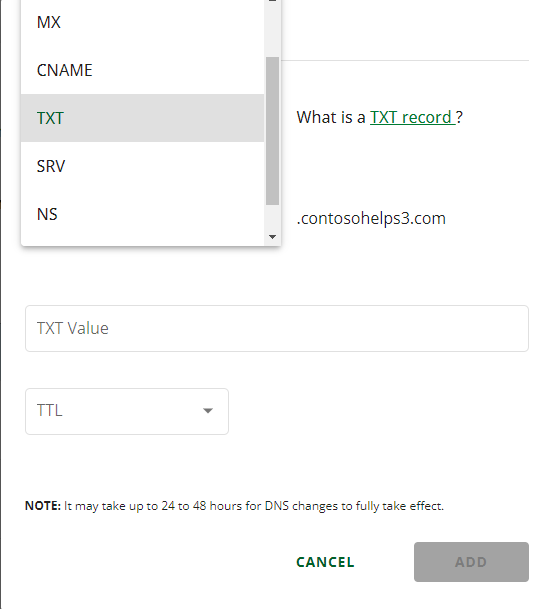 MX
CNAME
TXT
What is a TXT record ?
SRV
NS
.contosohelps3.com
TXT Value
TTL
NOTE: It may take up to 24 to 48 hours for DNS changes to fully take effect.
CANCEL
ADD